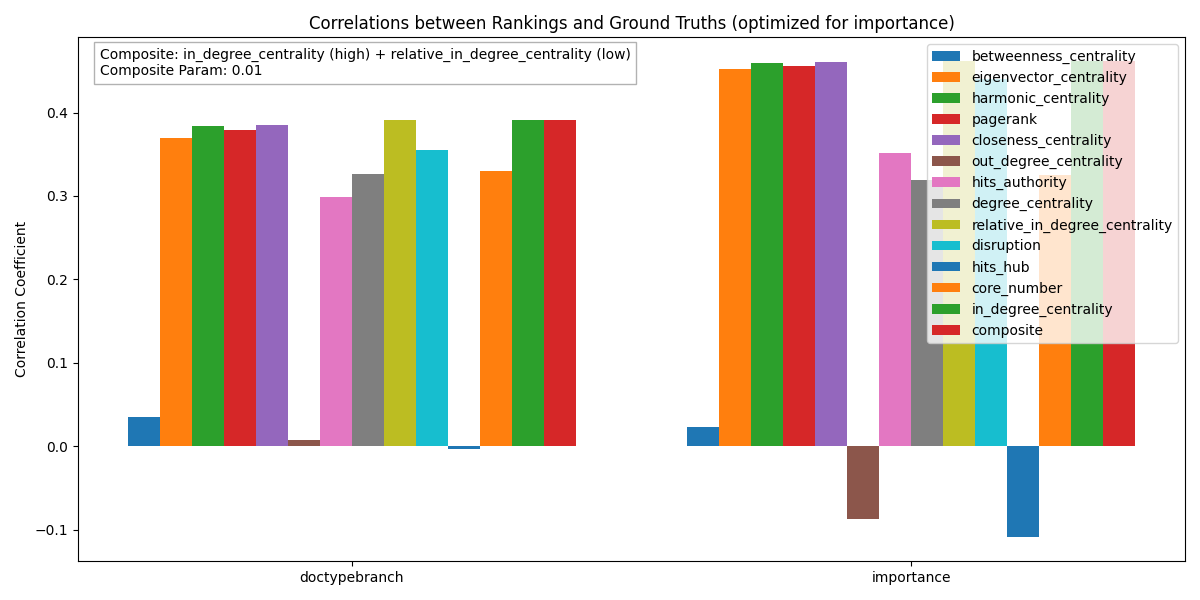 Correlations between Rankings and Ground Truths (optimized for importance)
Composite: in_degree_centrality (high) + relative_in_degree_centrality (low)
Composite Param: 0.01
betweenness_centrality
eigenvector_centrality
harmonic_centrality
pagerank
closeness_centrality
out_degree_centrality
hits_authority
degree_centrality
relative_in_degree_centrality
disruption
hits_hub
core_number
in_degree_centrality
composite
Correlation Coefficient
0.4
0.3
0.2
0.1
0.0
−0.1
doctypebranch
importance